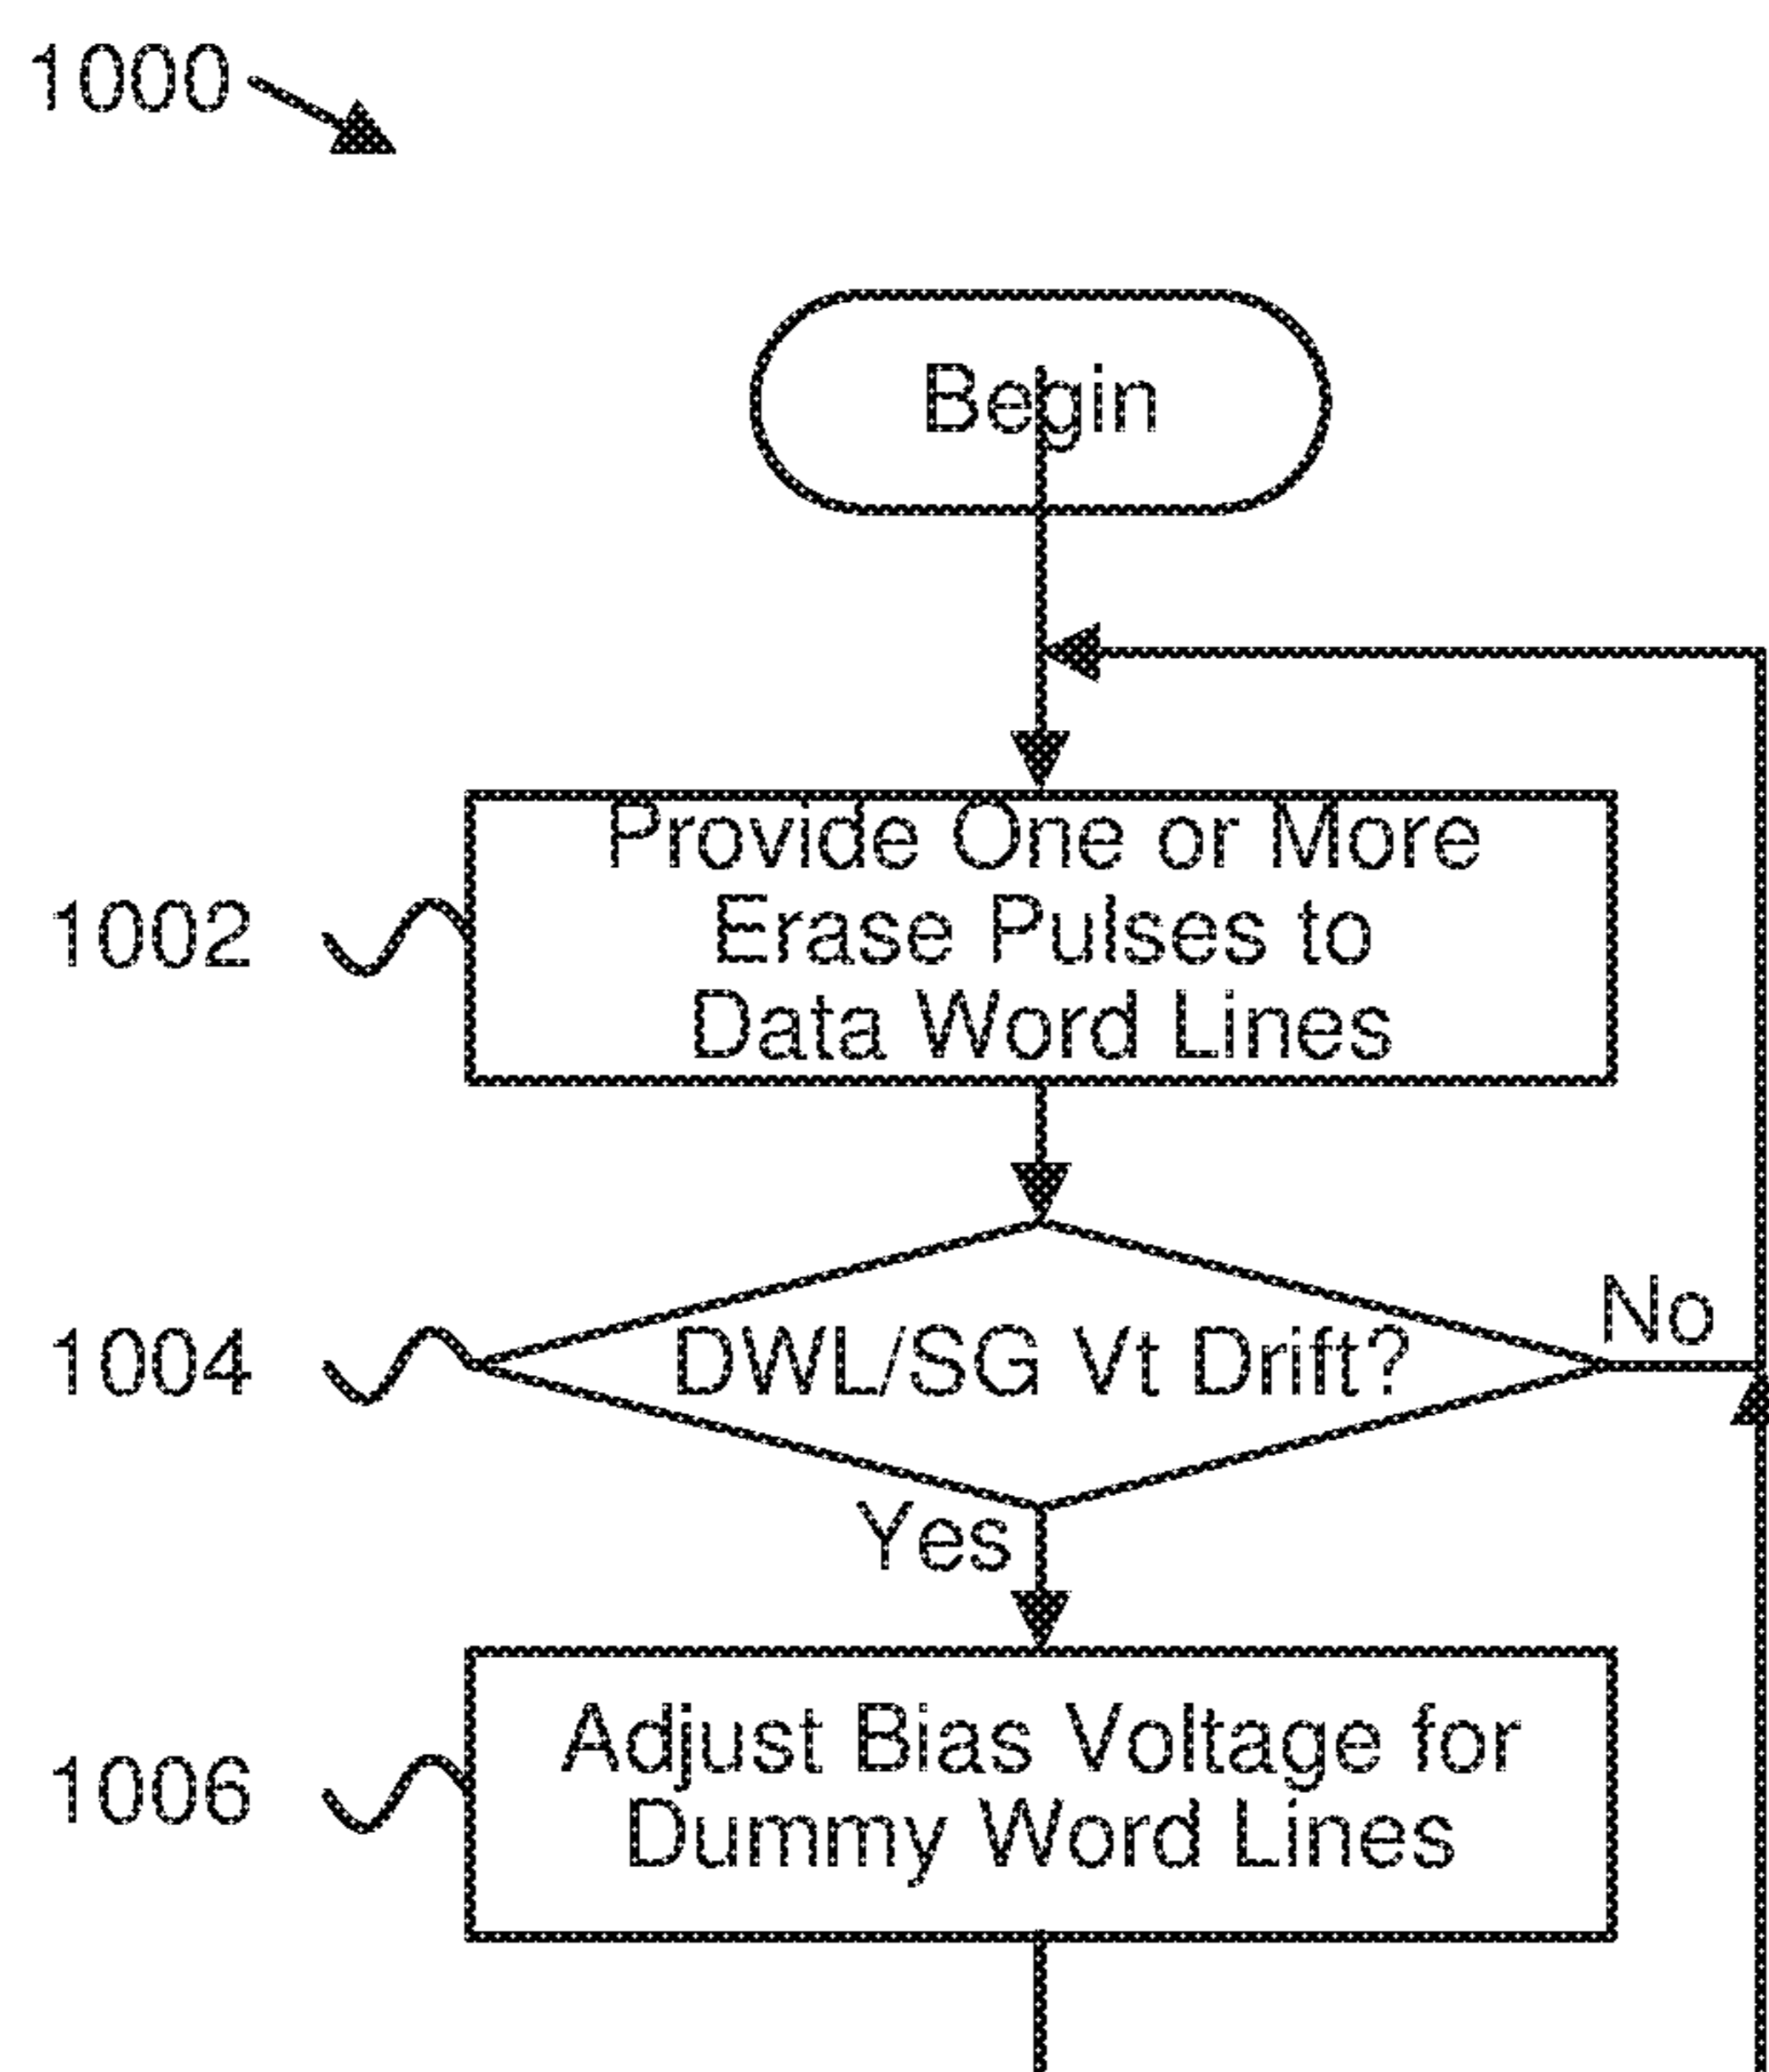 1000
Begin
1002
Provide One or More
Erase Pulses to
Data Word Lines
1004
DWL/SG Vt Drift?
No
Yes
1006
Adjust Bias Voltage for
Dummy Word Lines